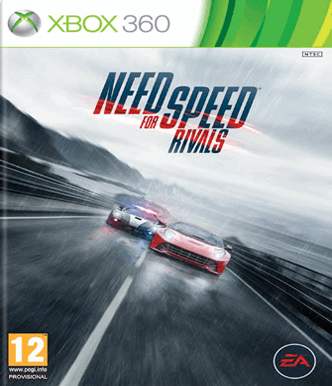 XBOX 360
NTSC
NEED
FOR
SPEED
RIVALS
12
www.pegi.info
PROVISIONAL
EA